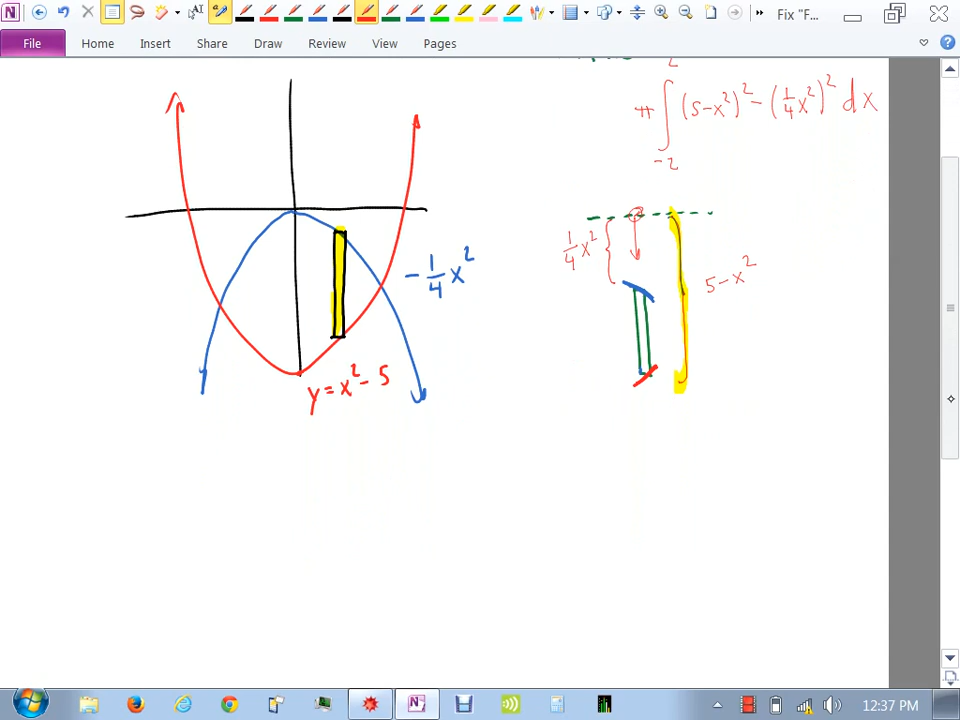 Fix "F...
File
Home
Insert
Share
Draw
Review
View
Pages
2
π∫ (5-x²)² - (1/4x²)² dx
-2
1/4x²
5-x²
-1/4x²
y = x² - 5
12:37 PM